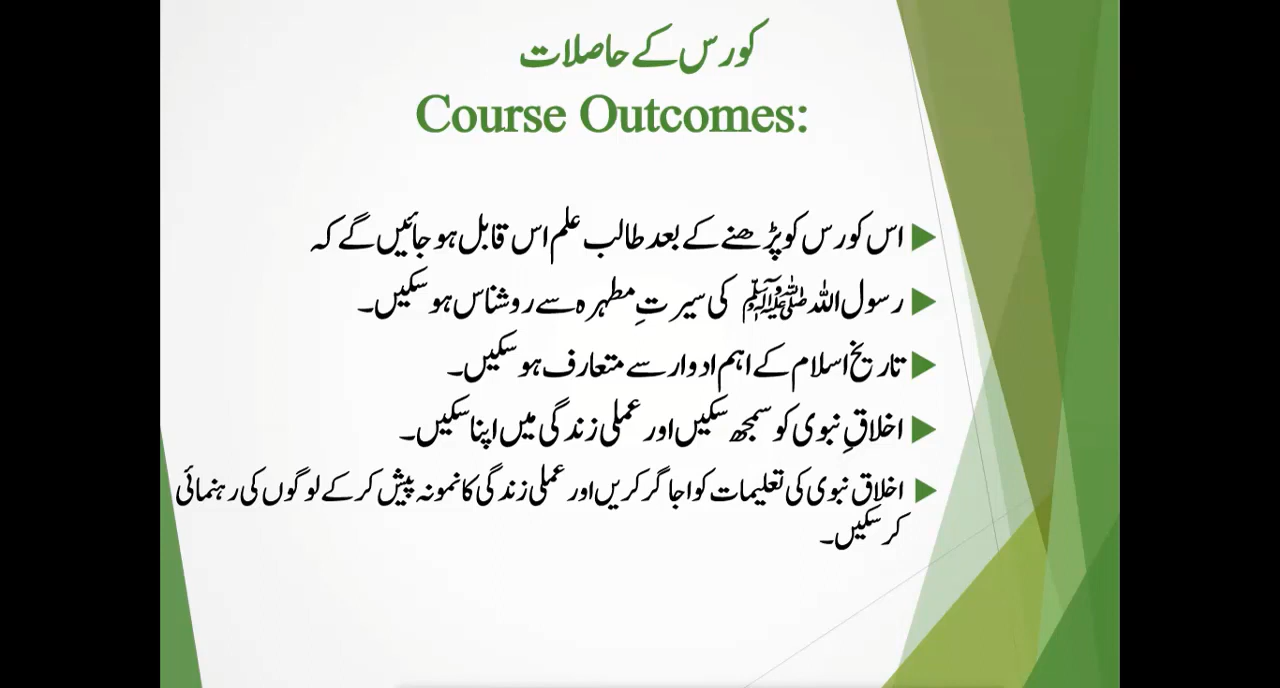 کورس کے حاصلات
Course Outcomes:
اس کورس کو پڑھنے کے بعد طالب علم اس قابل ہو جائیں گے کہ
رسول اللہ ﷺ کی سیرتِ مطہرہ سے روشناس ہو سکیں۔
تاریخ اسلام کے اہم ادوار سے متعارف ہو سکیں۔
اخلاقِ نبوی کو سمجھ سکیں اور عملی زندگی میں اپنا سکیں۔
اخلاق نبوی کی تعلیمات کو اجاگر کریں اور عملی زندگی کا نمونہ پیش کر کے لوگوں کی رہنمائی
کر سکیں۔